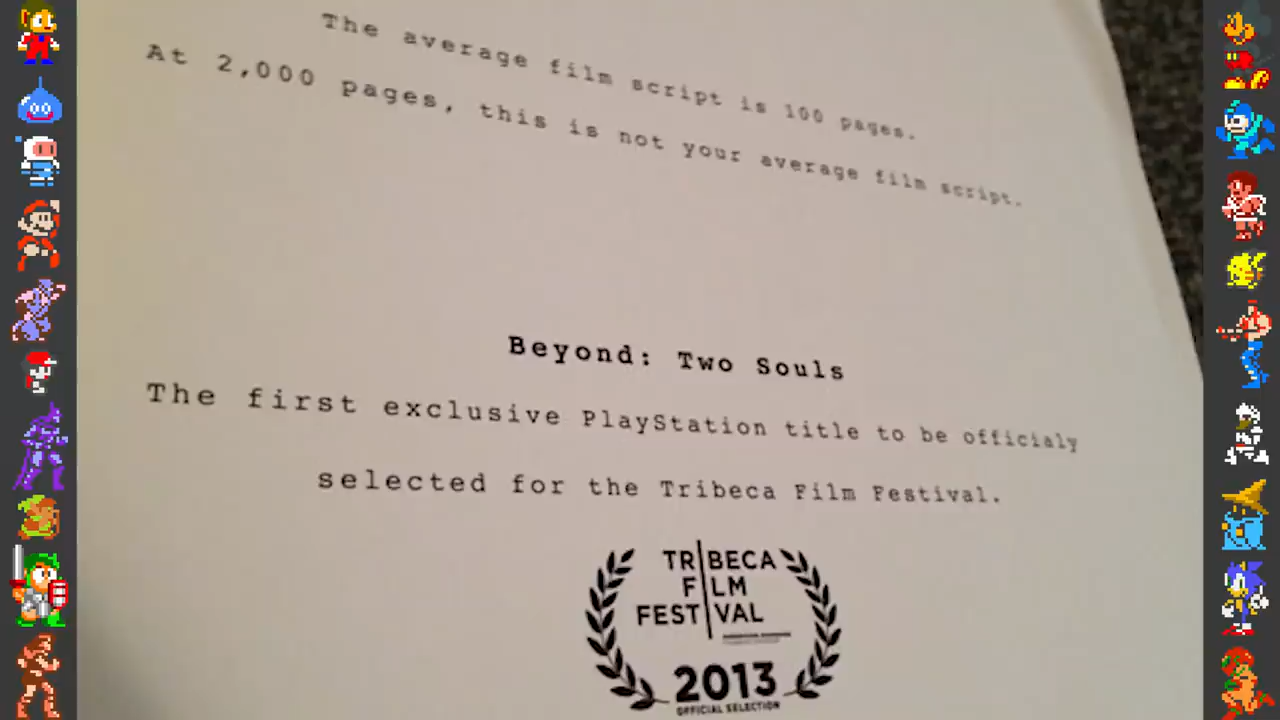 The average film script is 100 pages.
At 2,000 pages, this is not your average film script.
Beyond: Two Souls
The first exclusive PlayStation title to be officialy
selected for the Tribeca Film Festival.
TRIBECA
FILM
FESTIVAL
2013
OFFICIAL SELECTION